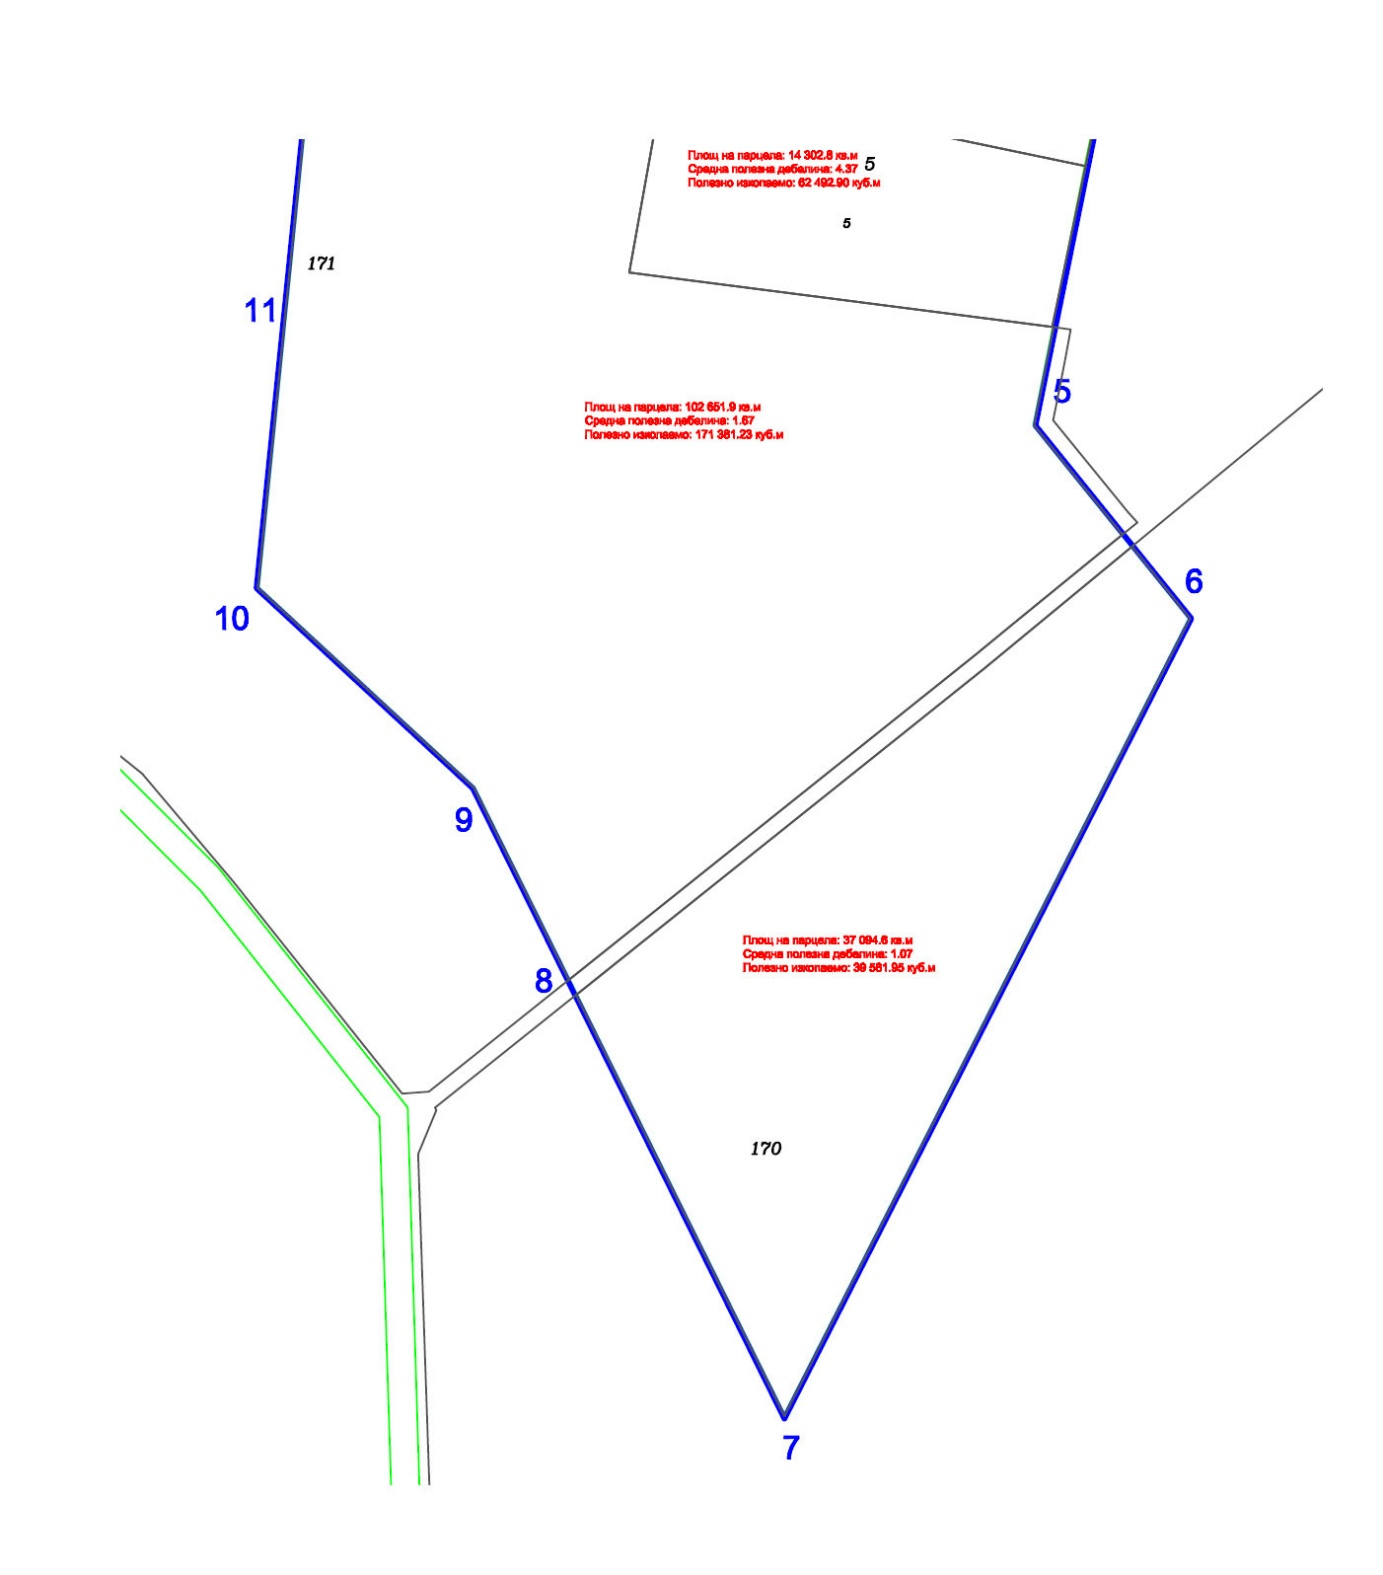 Площ на парцела: 14 302.8 кв.м
Средна полезна дебелина: 4.37
Полезно изкопаемо: 62 492.90 куб.м
5
5
171
11
5
Площ на парцела: 102 651.9 кв.м
Средна полезна дебелина: 1.67
Полезно изкопаемо: 171 381.23 куб.м
6
10
9
8
Площ на парцела: 37 094.6 кв.м
Средна полезна дебелина: 1.07
Полезно изкопаемо: 39 581.95 куб.м
170
7